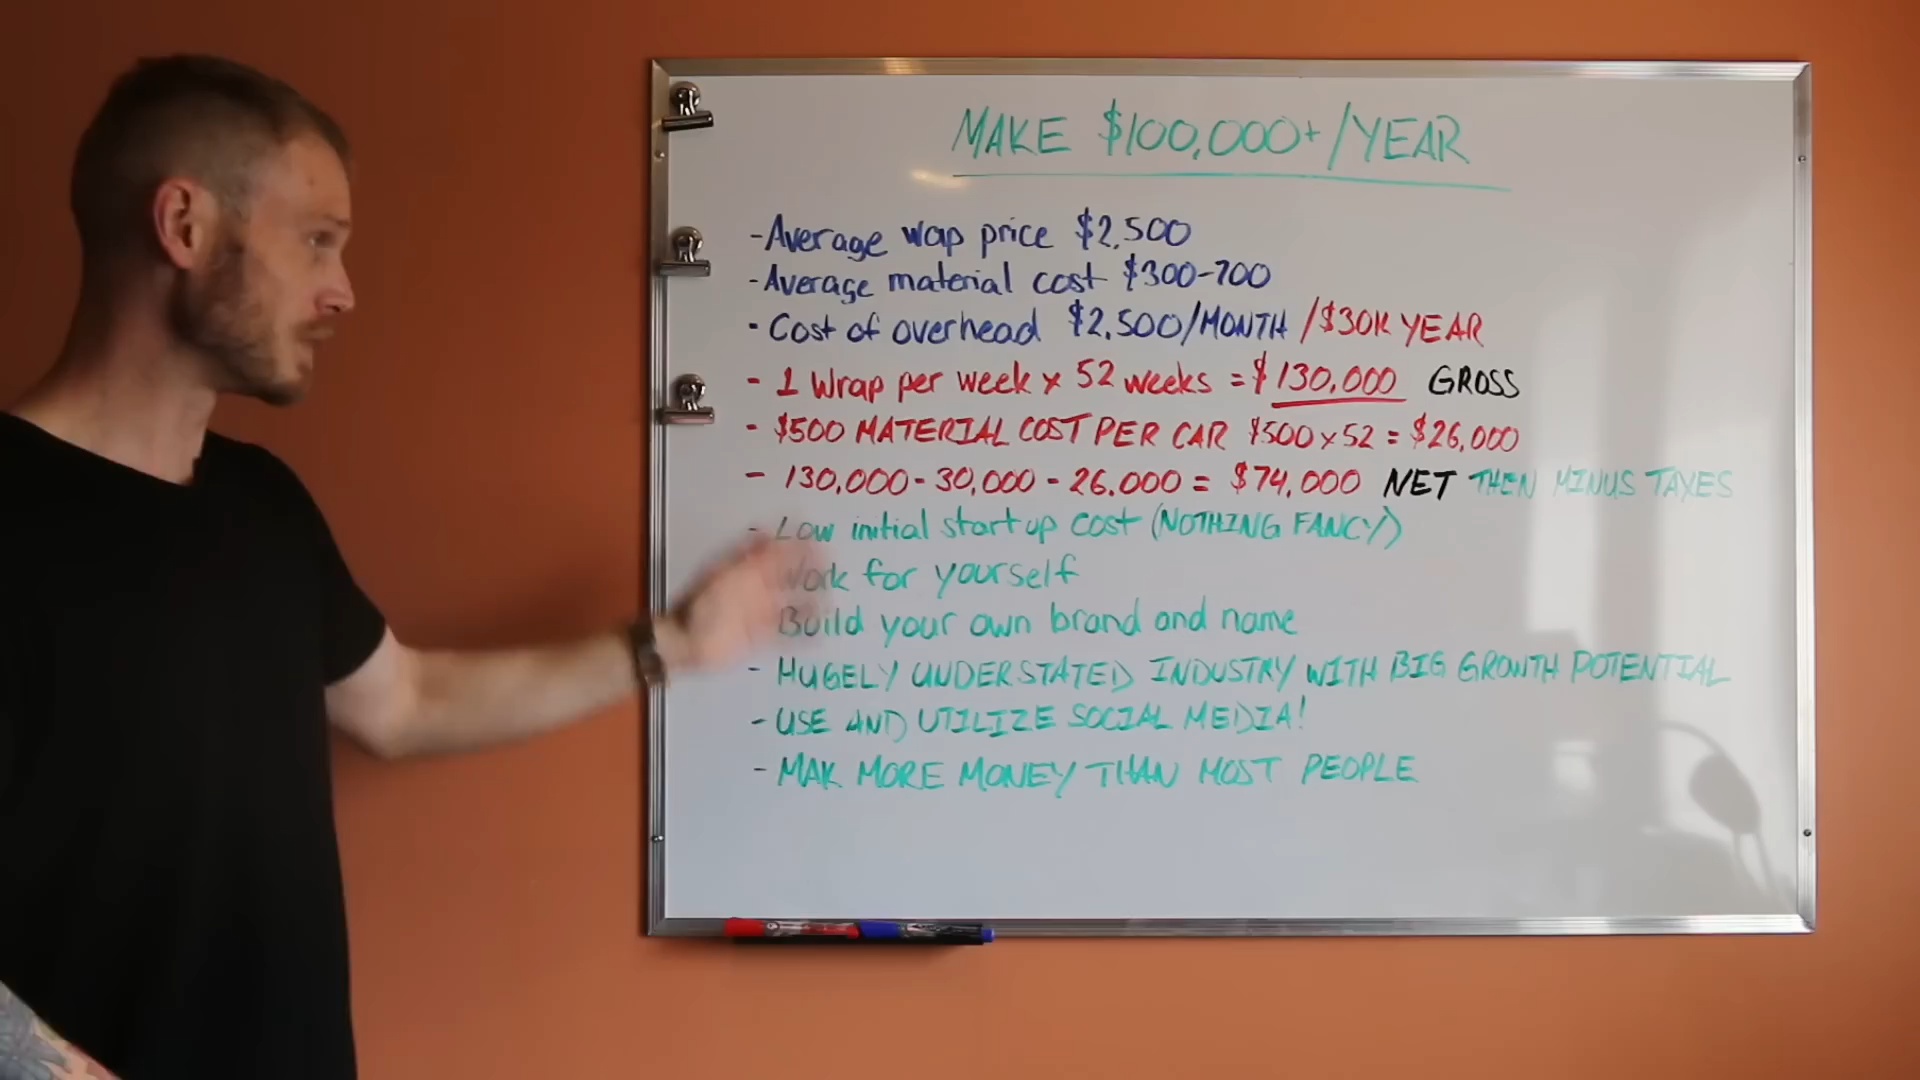 MAKE $100,000+/YEAR
-Average wap price $2,500
-Average material cost $300-700
- Cost of overhead $2,500/MONTH /$30K YEAR
- 1 Wrap per week x 52 weeks = $130,000 GROSS
- $500 MATERIAL COST PER CAR $500 x 52 = $26,000
- 130,000 - 30,000 - 26,000 = $74,000 NET THEN MINUS TAXES
- Low initial start up cost (NOTHING FANCY)
Work for yourself
Build your own brand and name
- HUGELY UNDERSTATED INDUSTRY WITH BIG GROWTH POTENTIAL
- USE AND UTILIZE SOCIAL MEDIA!
- MAK MORE MONEY THAN MOST PEOPLE